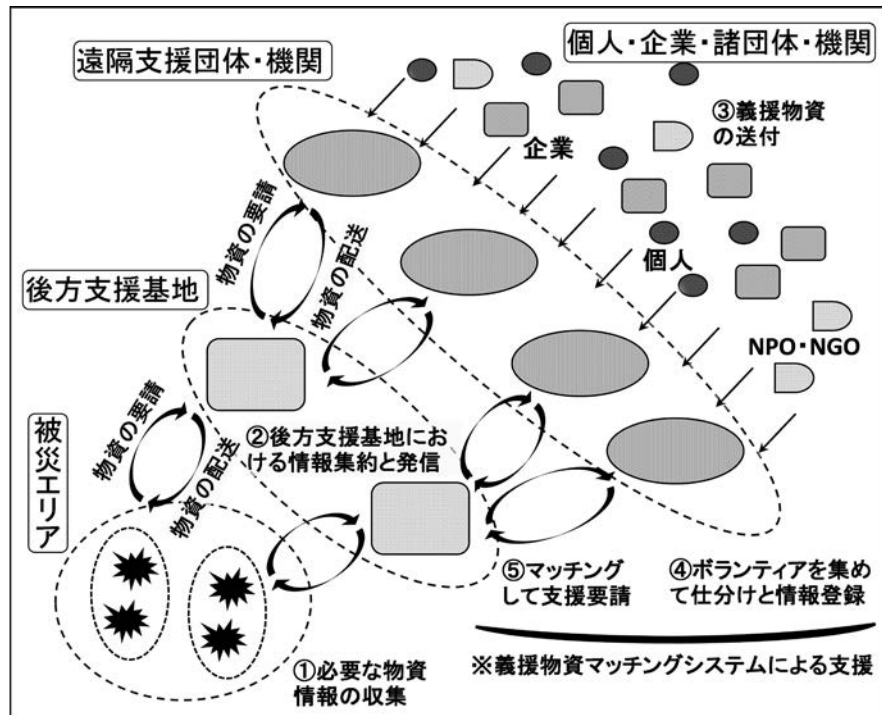 遠隔支援団体・機関
個人・企業・諸団体・機関
③義援物資
の送付
企業
物資の要請
物資の配送
個人
後方支援基地
NPO・NGO
物資の要請
物資の配送
②後方支援基地にお
ける情報集約と発信
被災エリア
⑤マッチング
して支援要請
④ボランティアを集め
て仕分けと情報登録
①必要な物資
情報の収集
※義援物資マッチングシステムによる支援